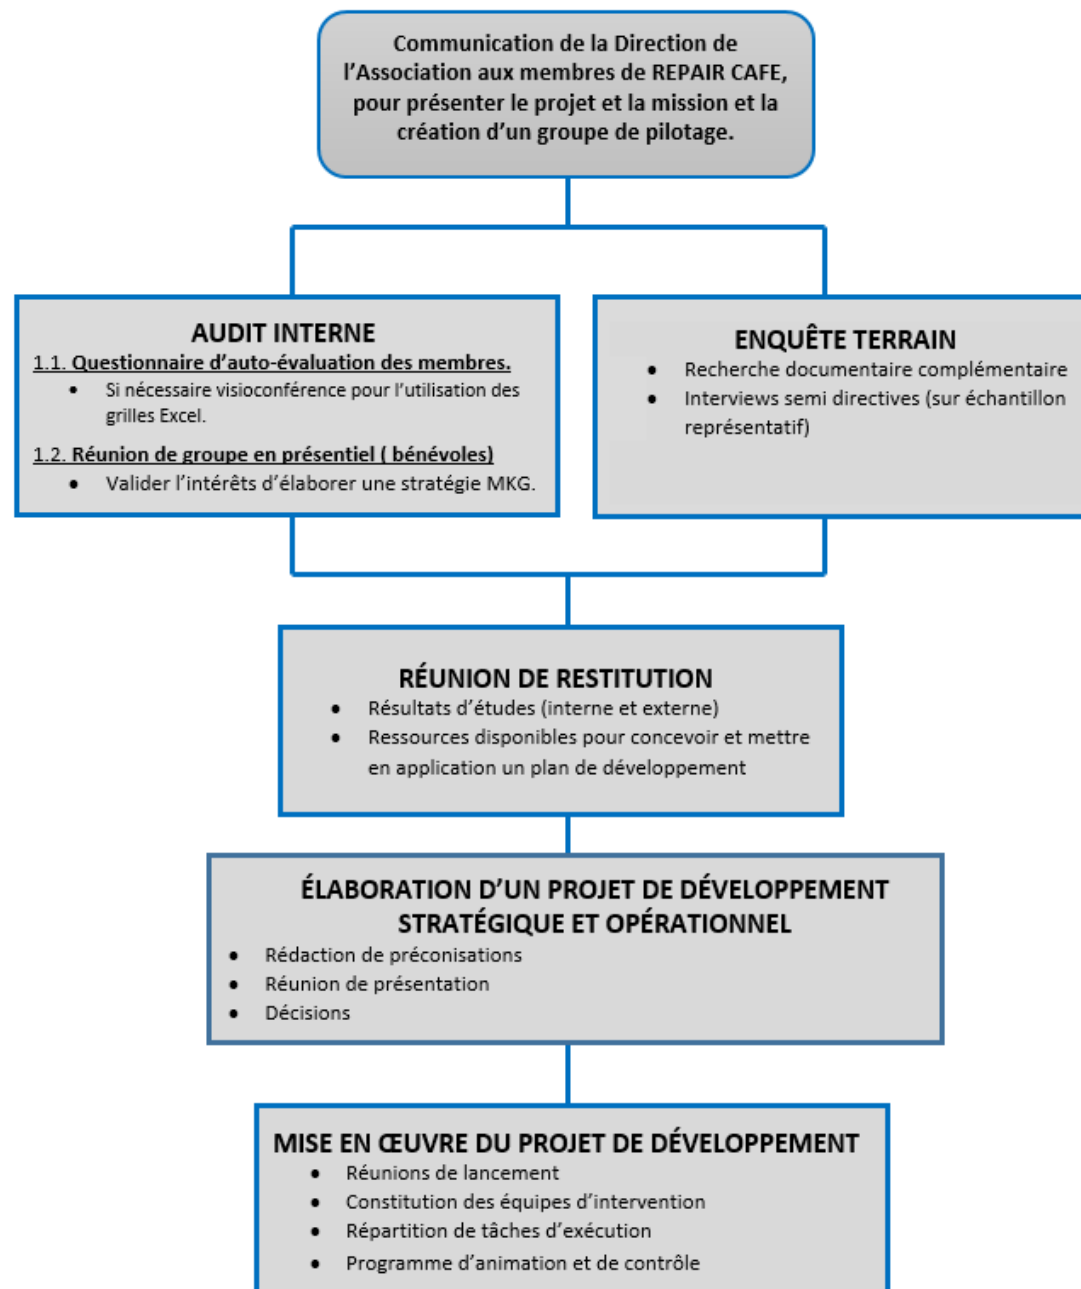 Communication de la Direction de
l’Association aux membres de REPAIR CAFE,
pour présenter le projet et la mission et la
création d’un groupe de pilotage.
AUDIT INTERNE
1.1. Questionnaire d’auto-évaluation des membres.
• Si nécessaire visioconférence pour l’utilisation des
grilles Excel.
1.2. Réunion de groupe en présentiel ( bénévoles)
• Valider l’intérêts d’élaborer une stratégie MKG.
ENQUÊTE TERRAIN
• Recherche documentaire complémentaire
• Interviews semi directives (sur échantillon
représentatif)
RÉUNION DE RESTITUTION
• Résultats d’études (interne et externe)
• Ressources disponibles pour concevoir et mettre
en application un plan de développement
ÉLABORATION D’UN PROJET DE DÉVELOPPEMENT
STRATÉGIQUE ET OPÉRATIONNEL
• Rédaction de préconisations
• Réunion de présentation
• Décisions
MISE EN ŒUVRE DU PROJET DE DÉVELOPPEMENT
• Réunions de lancement
• Constitution des équipes d’intervention
• Répartition de tâches d’exécution
• Programme d’animation et de contrôle